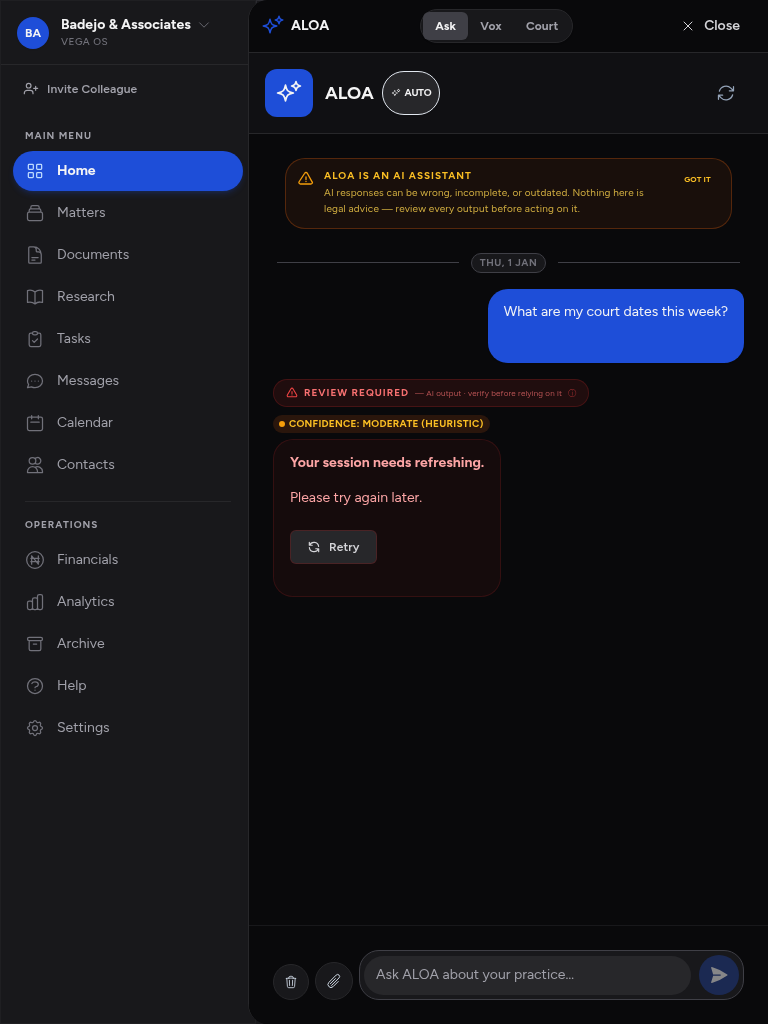 BA
Badejo & Associates
VEGA OS
Invite Colleague
MAIN MENU
Home
Matters
Documents
Research
Tasks
Messages
Calendar
Contacts
OPERATIONS
Financials
Analytics
Archive
Help
Settings
ALOA
Ask
Vox
Court
Close
ALOA
AUTO
ALOA IS AN AI ASSISTANT
AI responses can be wrong, incomplete, or outdated. Nothing here is
legal advice — review every output before acting on it.
GOT IT
THU, 1 JAN
What are my court dates this week?
REVIEW REQUIRED — AI output · verify before relying on it
CONFIDENCE: MODERATE (HEURISTIC)
Your session needs refreshing.
Please try again later.
Retry
Ask ALOA about your practice...